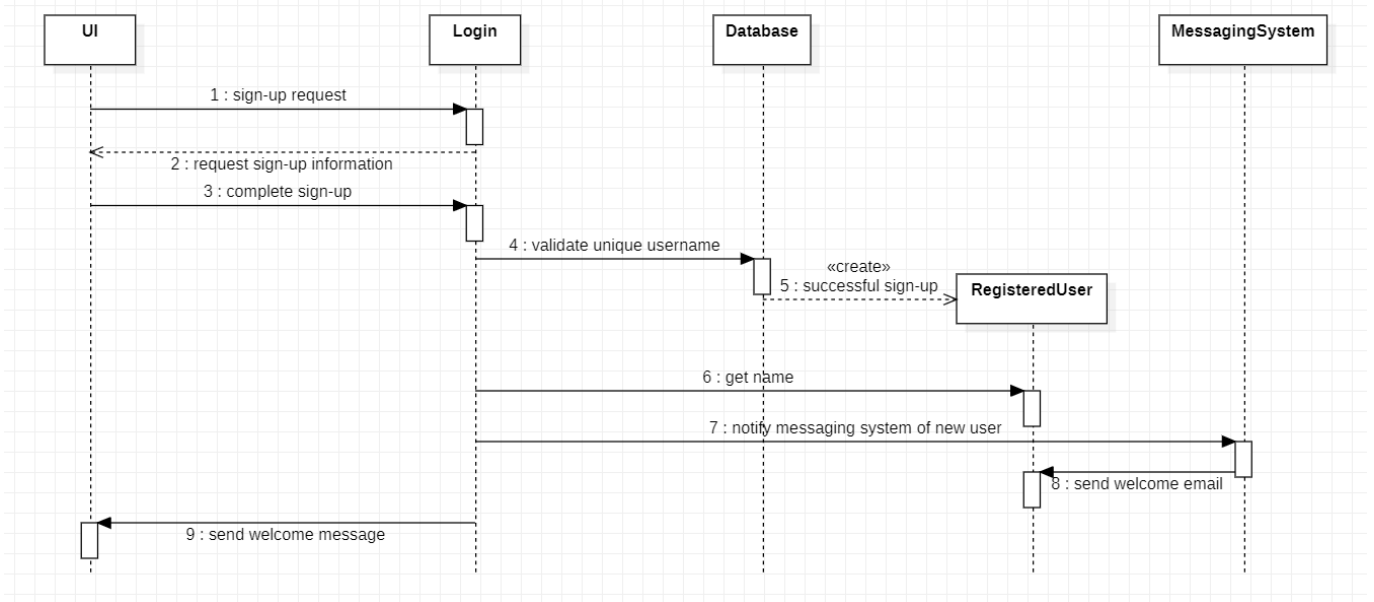 UI
Login
Database
MessagingSystem
1 : sign-up request
2 : request sign-up information
3 : complete sign-up
4 : validate unique username
«create»
5 : successful sign-up
RegisteredUser
6 : get name
7 : notify messaging system of new user
8 : send welcome email
9 : send welcome message